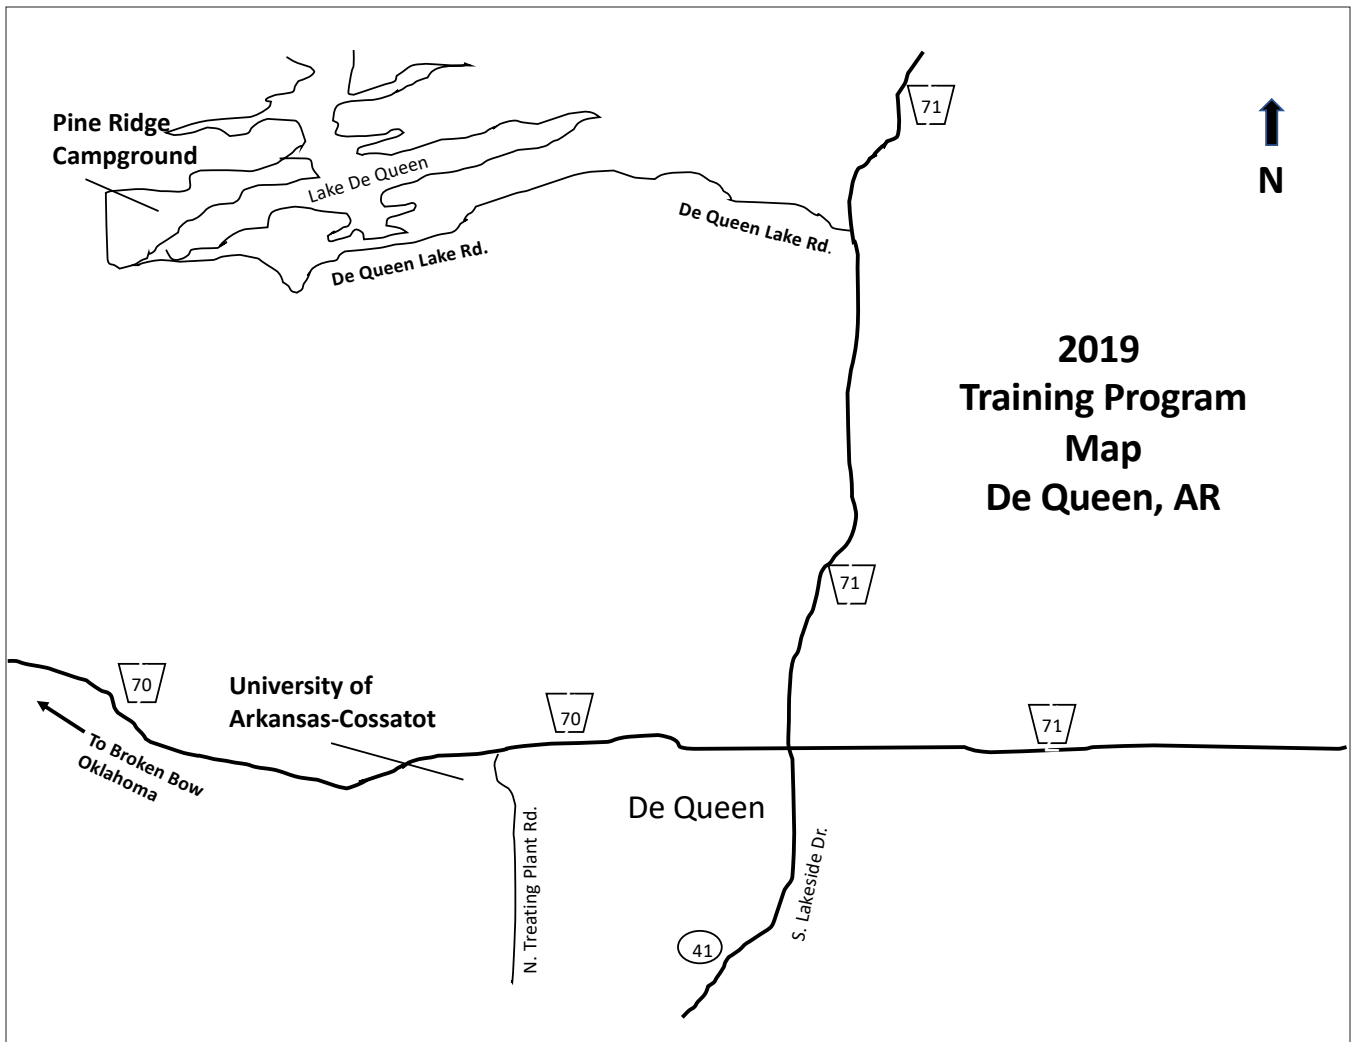 71
Pine Ridge
Campground
N
Lake De Queen
De Queen Lake Rd.
De Queen Lake Rd.
2019
Training Program
Map
De Queen, AR
71
70
University of
Arkansas-Cossatot
70
71
To Broken Bow
Oklahoma
De Queen
N. Treating Plant Rd.
S. Lakeside Dr.
41